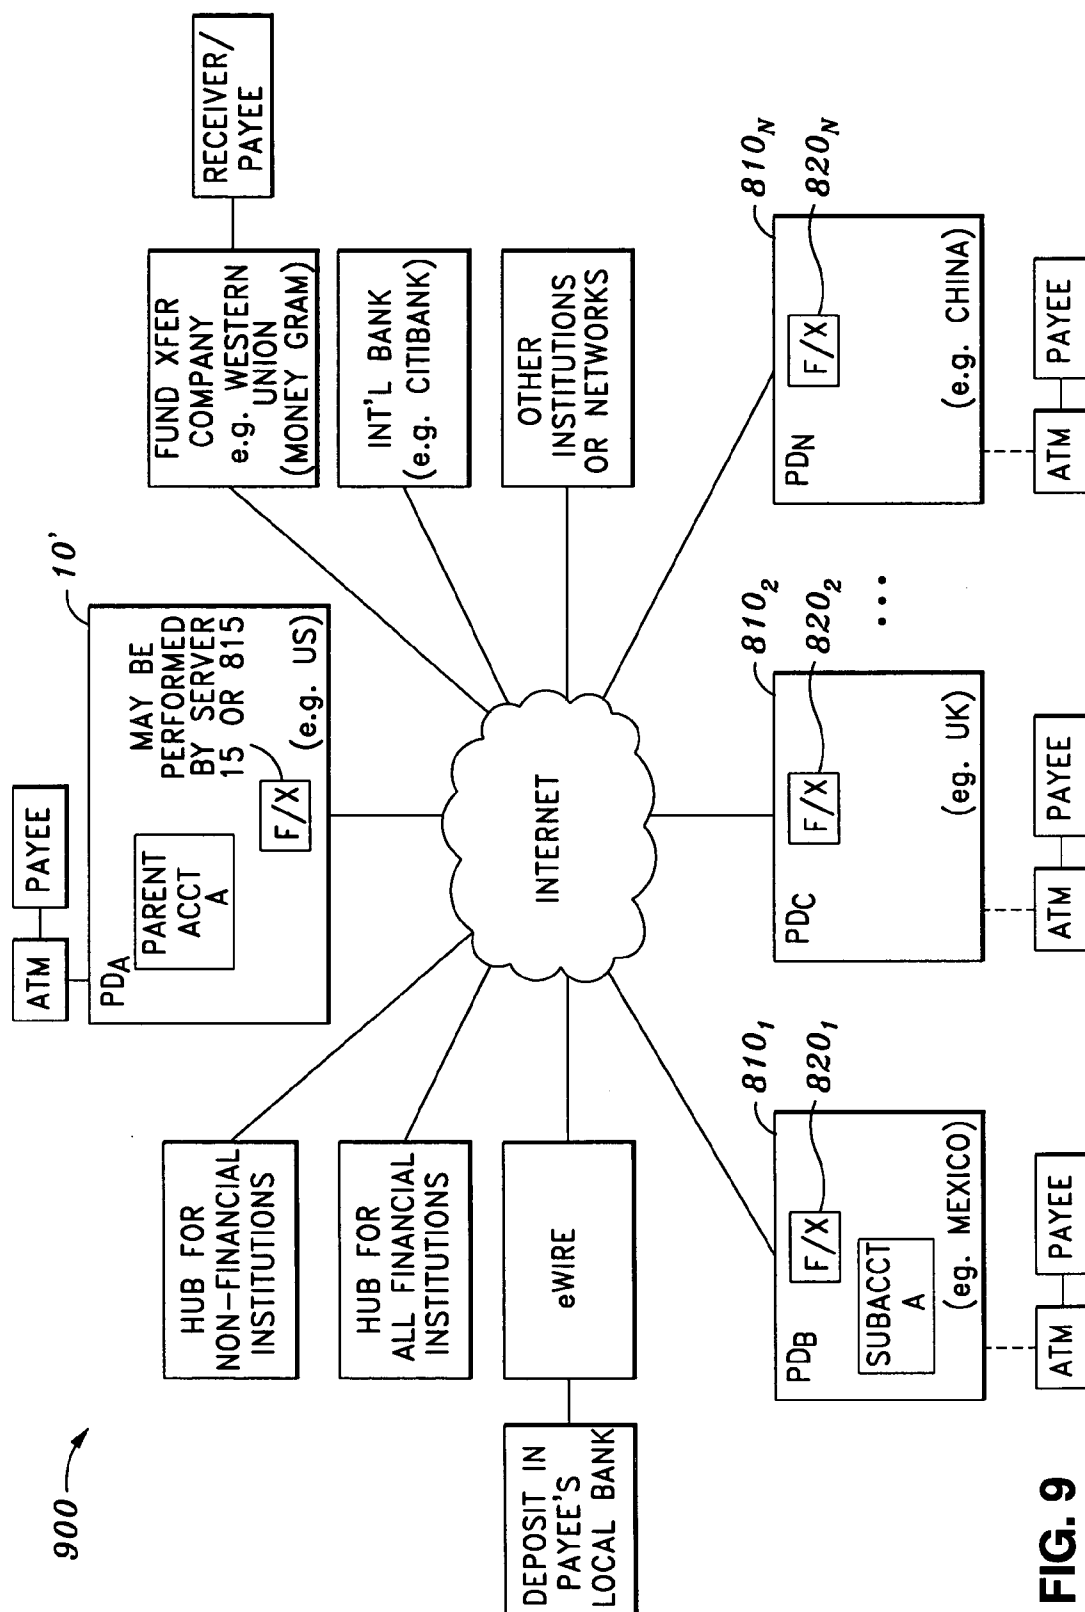 900
HUB FOR
NON-FINANCIAL
INSTITUTIONS
HUB FOR
ALL FINANCIAL
INSTITUTIONS
eWIRE
DEPOSIT IN
PAYEE'S
LOCAL BANK
ATM
PAYEE
10'
PDA
PARENT
ACCT
A
MAY BE
PERFORMED
BY SERVER
15 OR 815
F/X
(e.g. US)
FUND XFER
COMPANY
e.g. WESTERN
UNION
(MONEY GRAM)
RECEIVER/
PAYEE
INT'L BANK
(e.g. CITIBANK)
OTHER
INSTITUTIONS
OR NETWORKS
INTERNET
810₁
820₁
PDB
F/X
SUBACCT
A
(eg. MEXICO)
ATM
PAYEE
810₂
820₂
PDC
F/X
(eg. UK)
ATM
PAYEE
• • •
810N
820N
PDN
F/X
(e.g. CHINA)
ATM
PAYEE
FIG. 9